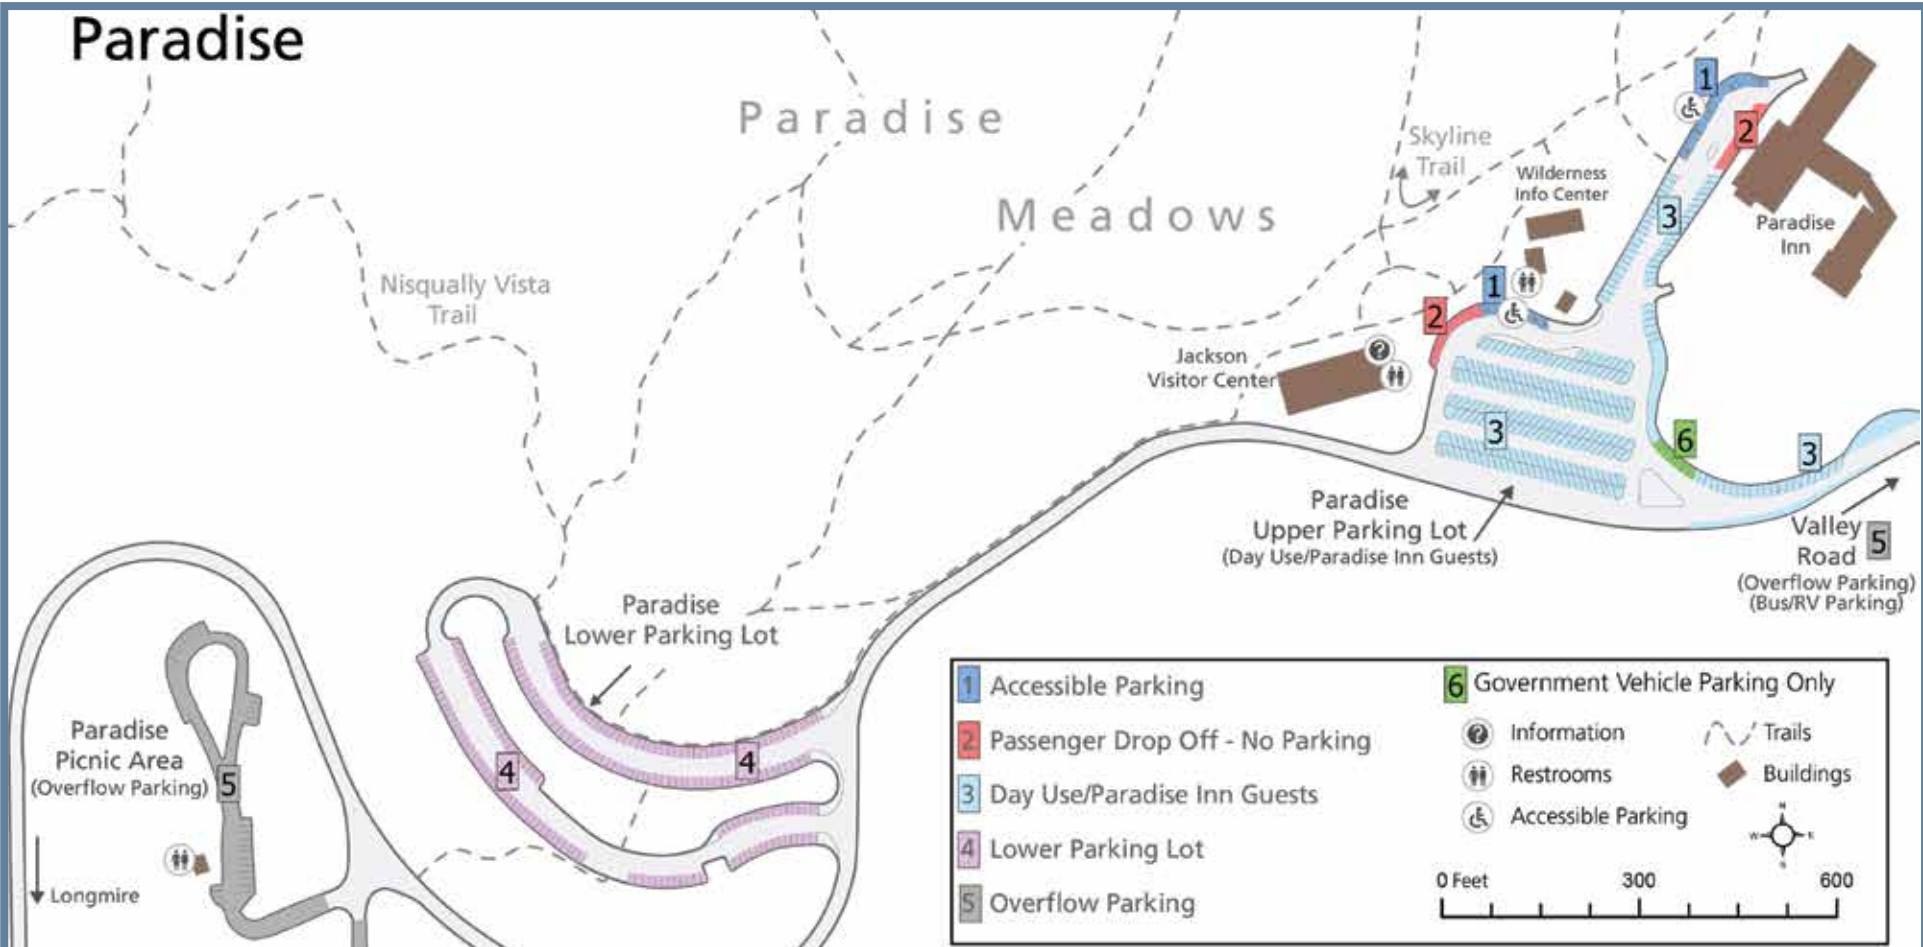 Paradise
Paradise
Meadows
Skyline
Trail
Wilderness
Info Center
1
2
3
Paradise
Inn
Nisqually Vista
Trail
1
2
Jackson
Visitor Center
3
6
3
Paradise
Upper Parking Lot
(Day Use/Paradise Inn Guests)
Valley
Road
5
(Overflow Parking)
(Bus/RV Parking)
Paradise
Lower Parking Lot
4
4
Paradise
Picnic Area
(Overflow Parking)
5
Longmire
1 Accessible Parking
2 Passenger Drop Off - No Parking
3 Day Use/Paradise Inn Guests
4 Lower Parking Lot
5 Overflow Parking
6 Government Vehicle Parking Only
? Information
Restrooms
Accessible Parking
Trails
Buildings
N
W
0 Feet 300 600